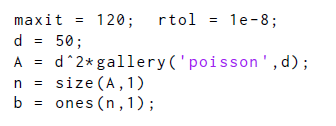 maxit = 120;  rtol = 1e-8;
d = 50;
A = d^2*gallery('poisson',d);
n = size(A,1)
b = ones(n,1);